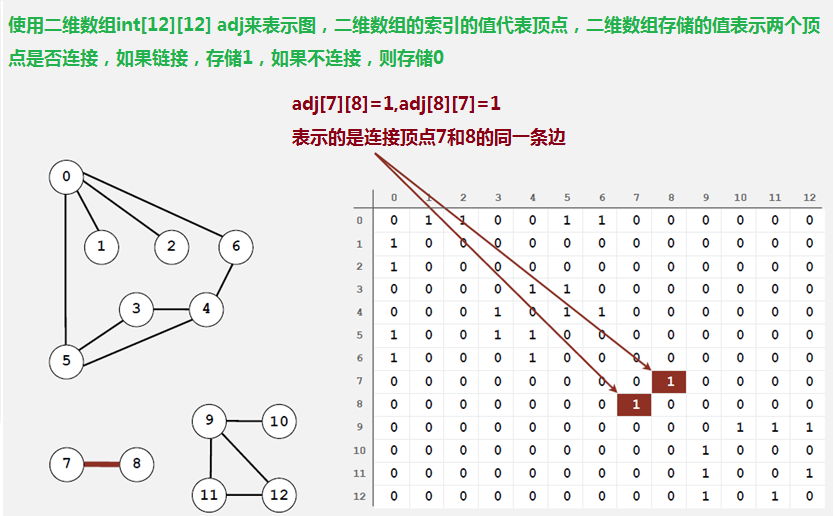 使用二维数组int[12][12] adj来表示图，二维数组的索引的值代表顶点，二维数组存储的值表示两个顶
点是否连接，如果链接，存储1，如果不连接，则存储0
adj[7][8]=1,adj[8][7]=1
表示的是连接顶点7和8的同一条边
0
1
2
6
3
4
5
9
10
7
8
11
12
0 1 2 3 4 5 6 7 8 9 10 11 12
0 0 1 1 0 0 1 1 0 0 0 0 0 0
1 1 0 0 0 0 0 0 0 0 0 0 0 0
2 1 0 0 0 0 0 0 0 0 0 0 0 0
3 0 0 0 0 1 1 0 0 0 0 0 0 0
4 0 0 0 1 0 1 1 0 0 0 0 0 0
5 1 0 0 1 1 0 0 0 0 0 0 0 0
6 1 0 0 0 1 0 0 0 0 0 0 0 0
7 0 0 0 0 0 0 0 0 1 0 0 0 0
8 0 0 0 0 0 0 0 1 0 0 0 0 0
9 0 0 0 0 0 0 0 0 0 0 1 1 1
10 0 0 0 0 0 0 0 0 0 1 0 0 0
11 0 0 0 0 0 0 0 0 0 1 0 0 1
12 0 0 0 0 0 0 0 0 0 1 0 1 0